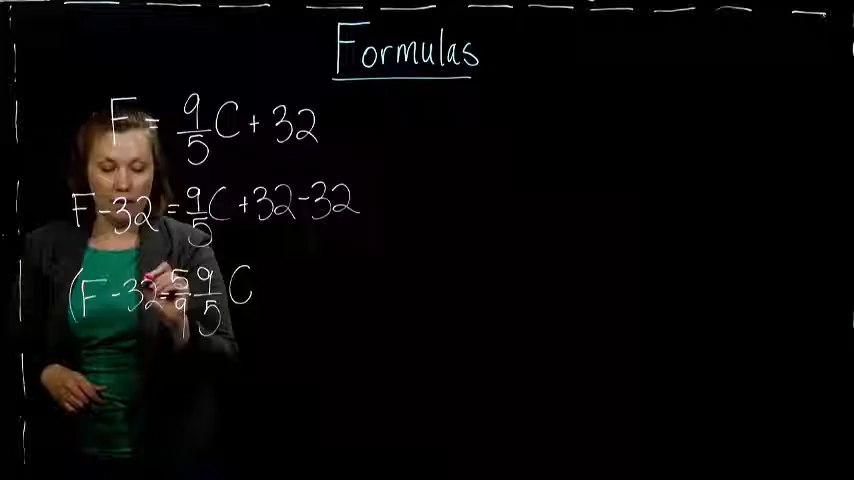 Formulas
F = 9/5 C + 32
F - 32 = 9/5 C + 32 - 32
(F - 32 = 5/9 9/5 C